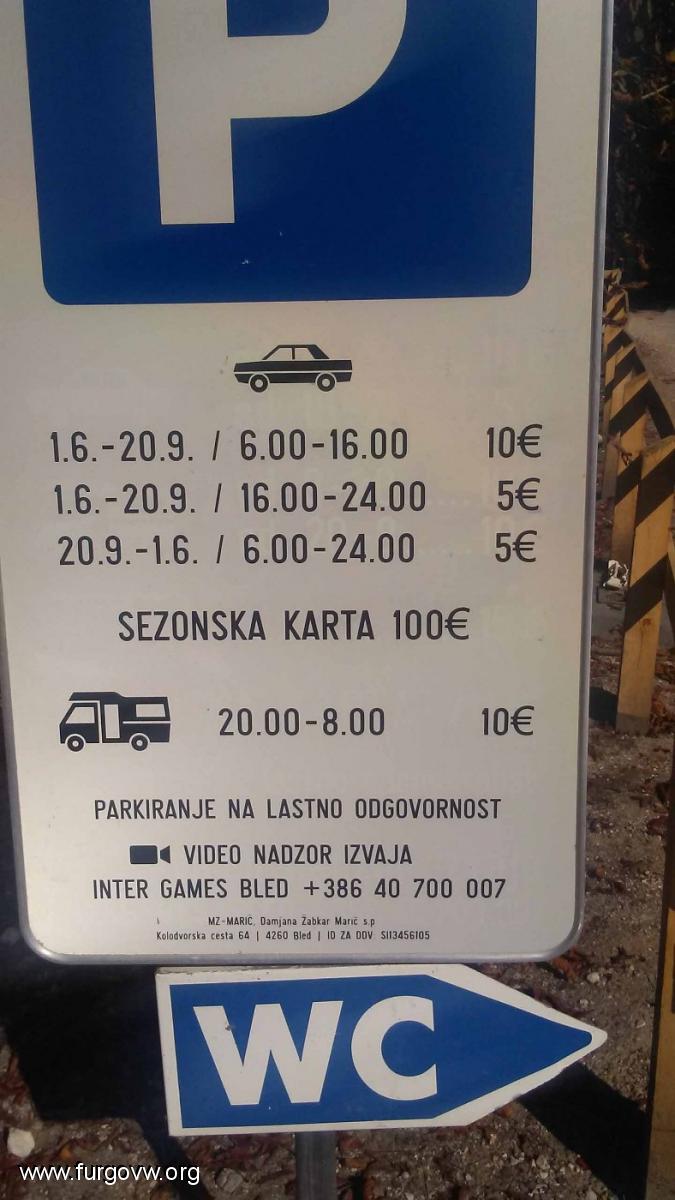 P
1.6.-20.9. / 6.00-16.00 10€
1.6.-20.9. / 16.00-24.00 5€
20.9.-1.6. / 6.00-24.00 5€
SEZONSKA KARTA 100€
20.00-8.00 10€
PARKIRANJE NA LASTNO ODGOVORNOST
VIDEO NADZOR IZVAJA
INTER GAMES BLED +386 40 700 007
MZ-MARIČ, Damjana Žabkar Marič s.p
Kolodvorska cesta 64 | 4260 Bled | ID ZA DDV: SI13456105
WC
www.furgovw.org